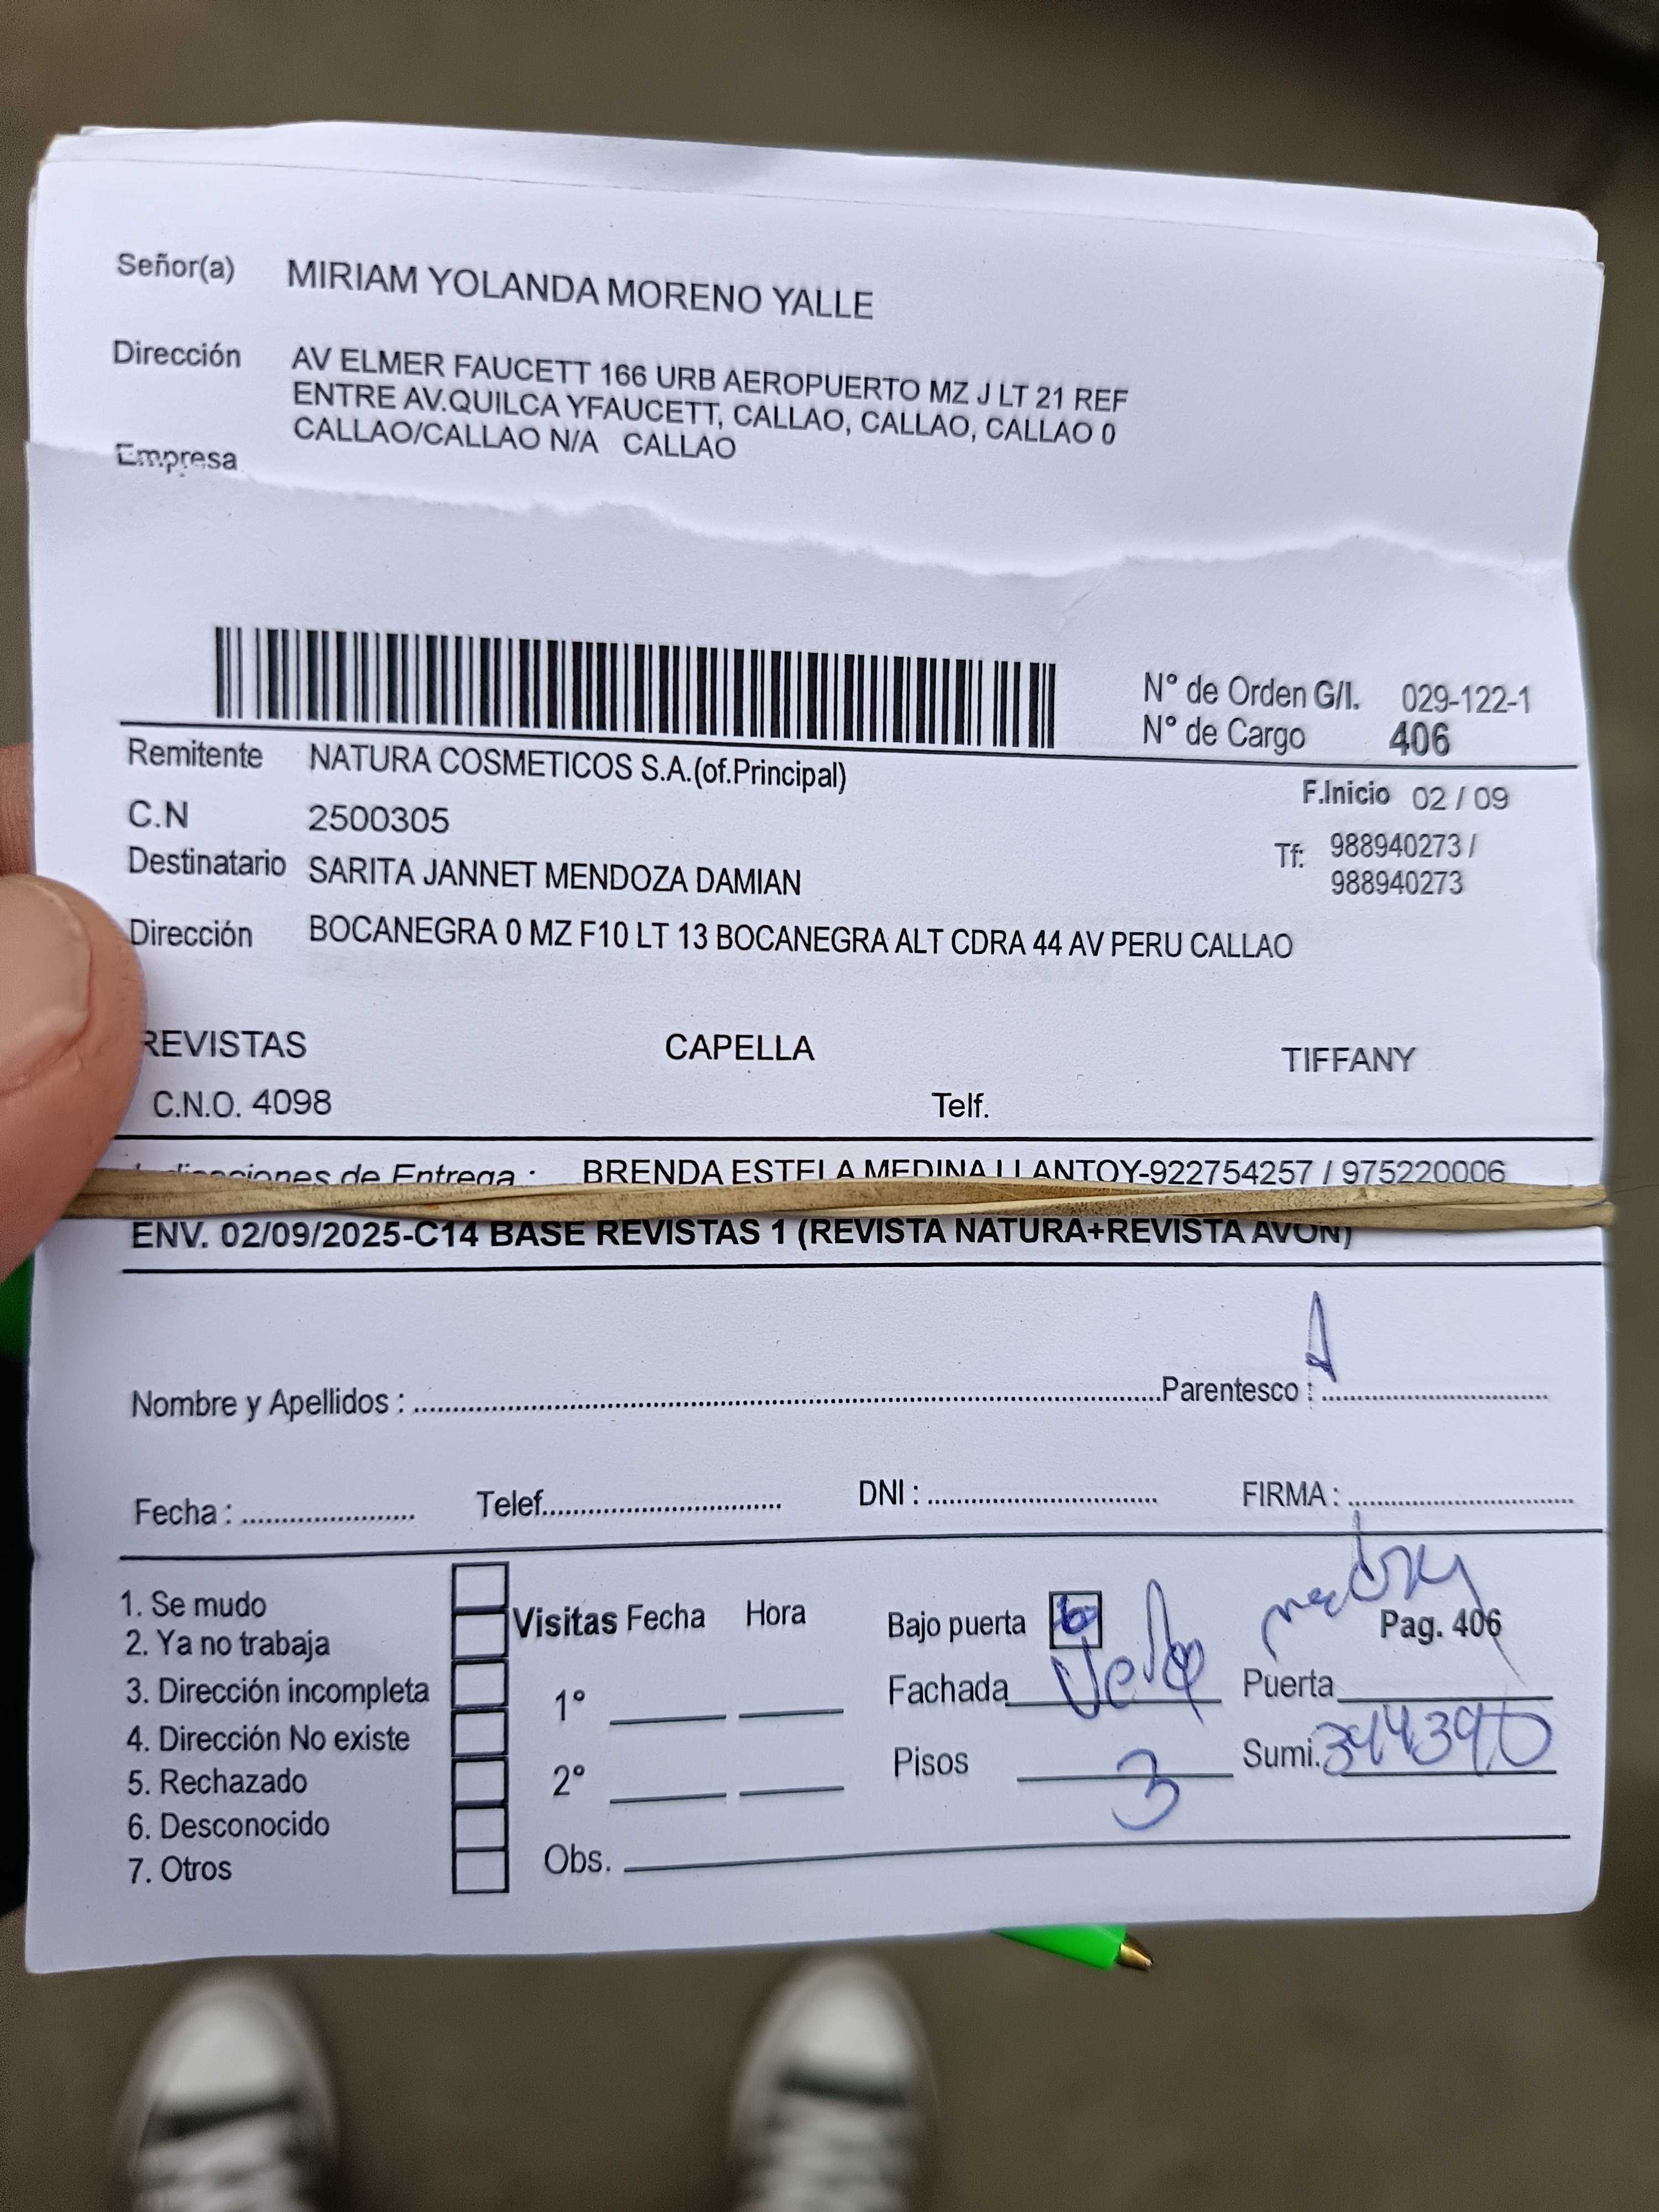 Señor(a) MIRIAM YOLANDA MORENO YALLE
Dirección AV ELMER FAUCETT 166 URB AEROPUERTO MZ J LT 21 REF
ENTRE AV.QUILCA YFAUCETT, CALLAO, CALLAO, CALLAO 0
CALLAO/CALLAO N/A CALLAO
Empresa
N° de Orden G/I. 029-122-1
N° de Cargo 406
Remitente NATURA COSMETICOS S.A.(of.Principal)
F.Inicio 02 / 09
C.N 2500305
Tf: 988940273 /
988940273
Destinatario SARITA JANNET MENDOZA DAMIAN
Dirección BOCANEGRA 0 MZ F10 LT 13 BOCANEGRA ALT CDRA 44 AV PERU CALLAO
REVISTAS CAPELLA TIFFANY
C.N.O. 4098 Telf.
de Entrega : BRENDA ESTELA MEDINA LLANTOY-922754257 / 975220006
ENV. 02/09/2025-C14 BASE REVISTAS 1 (REVISTA NATURA+REVISTA AVON)
Nombre y Apellidos : Parentesco :
Fecha : Telef. DNI : FIRMA :
1. Se mudo
2. Ya no trabaja
3. Dirección incompleta
4. Dirección No existe
5. Rechazado
6. Desconocido
7. Otros
Visitas Fecha Hora
1°
2°
Obs.
Bajo puerta
Pag. 406
Fachada Puerta
Pisos 3 Sumi. 394390